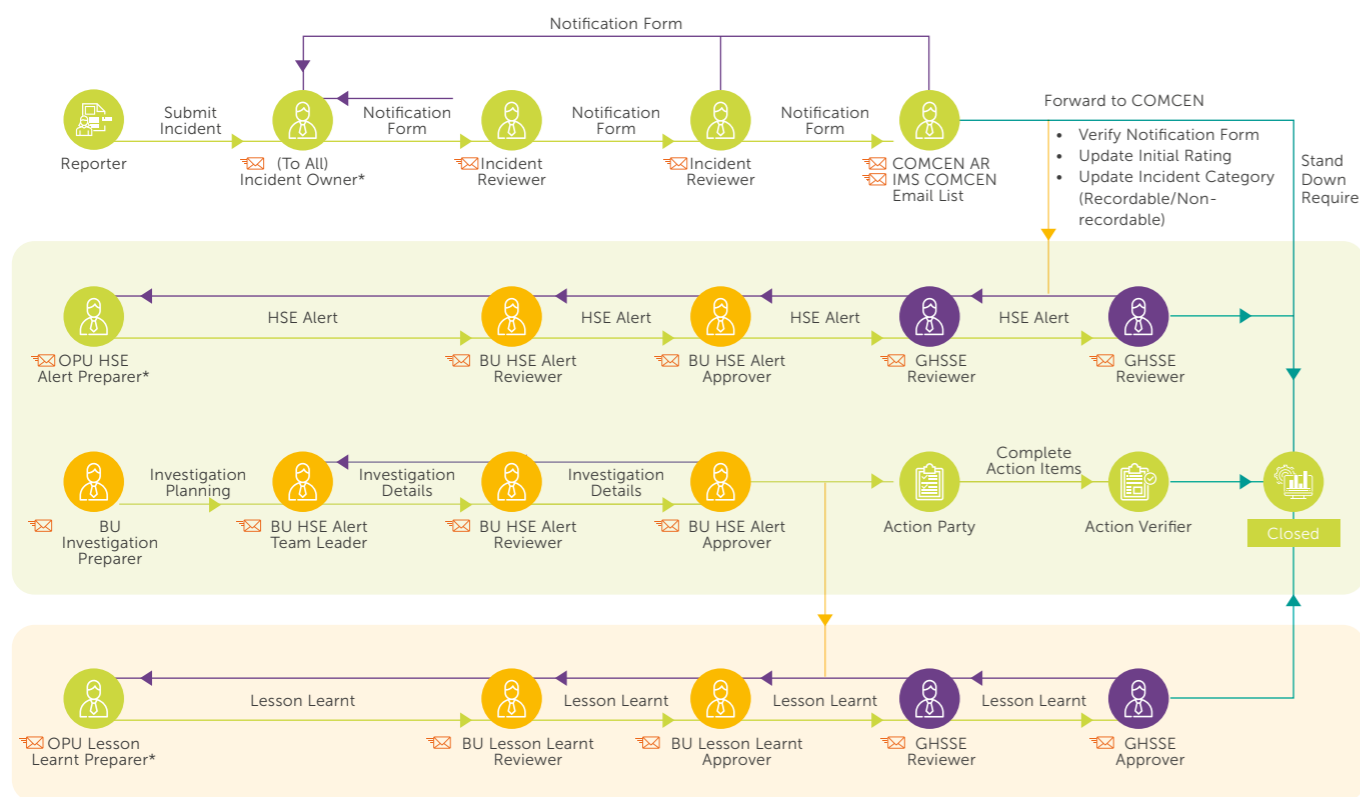 Notification Form
Submit
Incident
Notification
Form
Notification
Form
Notification
Form
Forward to COMCEN
Reporter
(To All)
Incident Owner*
Incident
Reviewer
Incident
Reviewer
COMCEN AR
IMS COMCEN
Email List
• Verify Notification Form
• Update Initial Rating
• Update Incident Category
(Recordable/Non-
recordable)
Stand
Down
Require
HSE Alert
HSE Alert
HSE Alert
HSE Alert
OPU HSE
Alert Preparer*
BU HSE Alert
Reviewer
BU HSE Alert
Approver
GHSSE
Reviewer
GHSSE
Reviewer
Investigation
Planning
Investigation
Details
Investigation
Details
Complete
Action Items
BU
Investigation
Preparer
BU HSE Alert
Team Leader
BU HSE Alert
Reviewer
BU HSE Alert
Approver
Action Party
Action Verifier
Closed
Lesson Learnt
Lesson Learnt
Lesson Learnt
Lesson Learnt
OPU Lesson
Learnt Preparer*
BU Lesson Learnt
Reviewer
BU Lesson Learnt
Approver
GHSSE
Reviewer
GHSSE
Approver